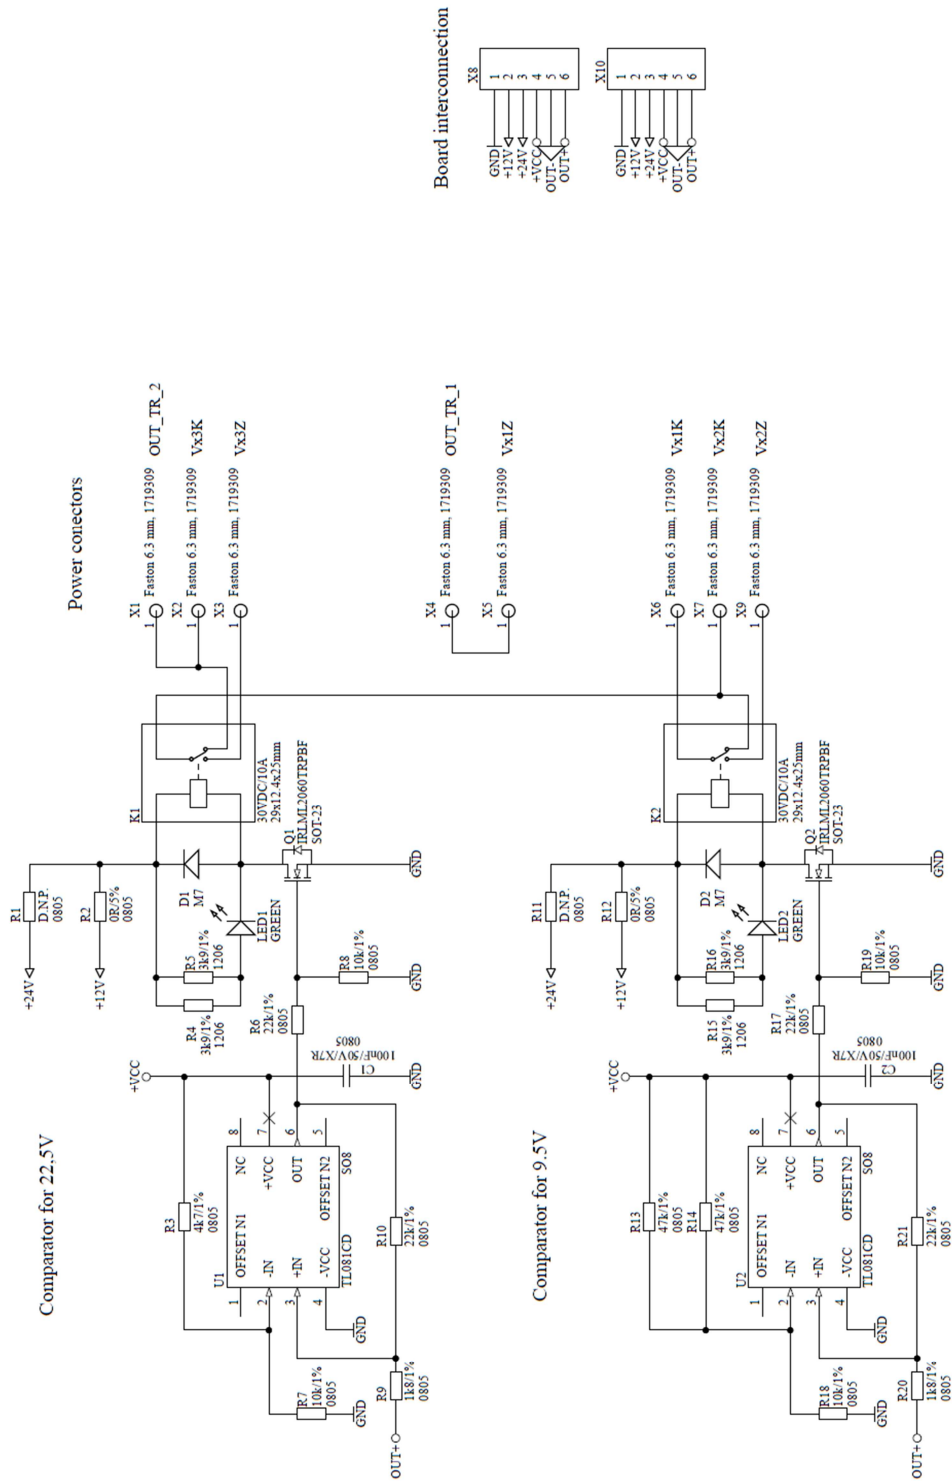 Comparator for 22,5V
Power conectors
Board interconnection
+24V
R1
D.N.P.
0805
+12V
R2
0R/5%
0805
+VCC
R3
4k7/1%
0805
R4
3k9/1%
1206
R5
3k9/1%
1206
LED1
GREEN
D1
M7
K1
30VDC/10A
29x12.4x25mm
X1
1
Faston 6.3 mm, 1719309
OUT_TR_2
X2
1
Faston 6.3 mm, 1719309
Vx3K
X3
1
Faston 6.3 mm, 1719309
Vx3Z
U1
1
OFFSET N1
NC
8
2
-IN
+VCC
7
3
+IN
OUT
6
4
-VCC
OFFSET N2
5
TL081CD
SO8
GND
R6
22k/1%
0805
C1
100nF/50V/X7R
0805
GND
Q1
IRLML2060TRPBF
SOT-23
R8
10k/1%
0805
GND
GND
R7
10k/1%
0805
GND
OUT+
R9
1k8/1%
0805
R10
22k/1%
0805
X4
1
Faston 6.3 mm, 1719309
OUT_TR_1
X5
1
Faston 6.3 mm, 1719309
Vx1Z
X8
GND
1
+12V
2
+24V
3
+VCC
4
OUT-
5
OUT+
6
X10
GND
1
+12V
2
+24V
3
+VCC
4
OUT-
5
OUT+
6
Comparator for 9.5V
+24V
R11
D.N.P.
0805
+12V
R12
0R/5%
0805
+VCC
R13
47k/1%
0805
R14
47k/1%
0805
R15
3k9/1%
1206
R16
3k9/1%
1206
LED2
GREEN
D2
M7
K2
30VDC/10A
29x12.4x25mm
X6
1
Faston 6.3 mm, 1719309
Vx1K
X7
1
Faston 6.3 mm, 1719309
Vx2K
X9
1
Faston 6.3 mm, 1719309
Vx2Z
U2
1
OFFSET N1
NC
8
2
-IN
+VCC
7
3
+IN
OUT
6
4
-VCC
OFFSET N2
5
TL081CD
SO8
GND
R17
22k/1%
0805
C2
100nF/50V/X7R
0805
GND
Q2
IRLML2060TRPBF
SOT-23
R19
10k/1%
0805
GND
GND
R18
10k/1%
0805
GND
OUT+
R20
1k8/1%
0805
R21
22k/1%
0805